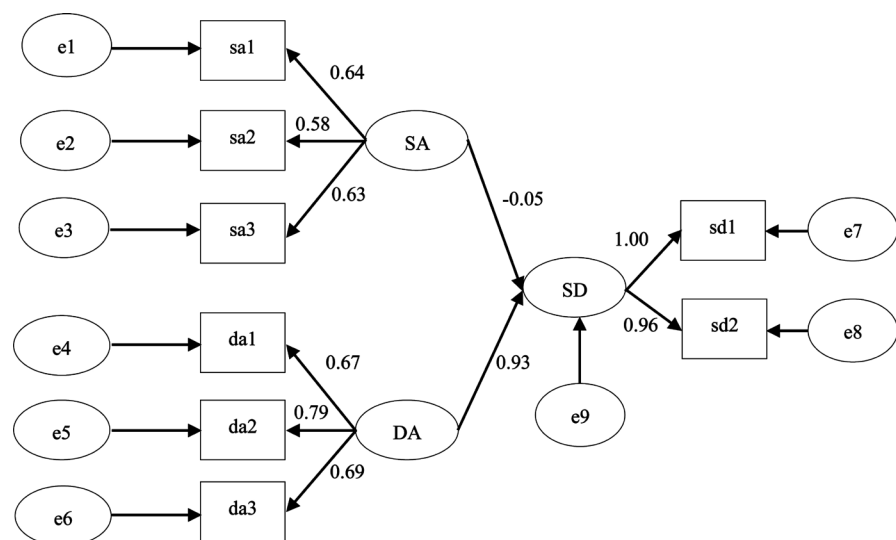 e1
sa1
0.64
e2
sa2
0.58
SA
0.63
-0.05
e3
sa3
sd1
e7
1.00
SD
e4
da1
0.67
0.96
sd2
e8
0.93
e5
da2
0.79
DA
e9
0.69
e6
da3